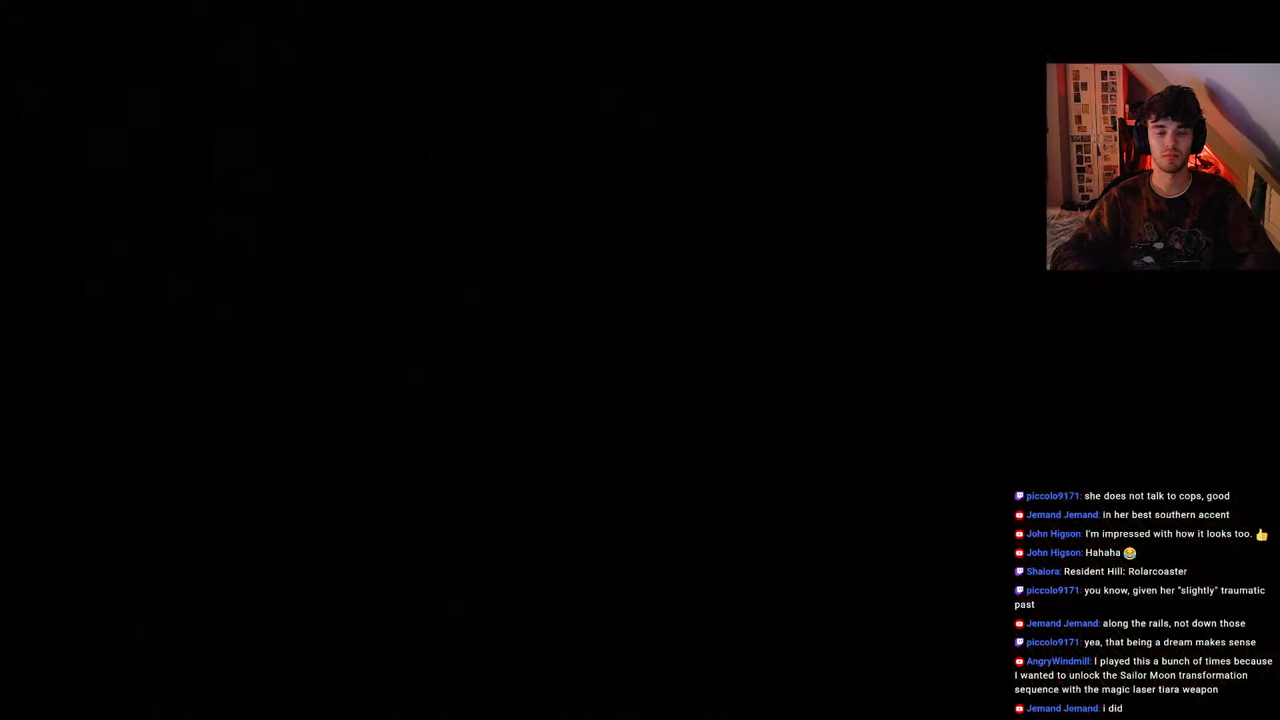 piccolo9171: she does not talk to cops, good
Jemand Jemand: in her best southern accent
John Higson: I'm impressed with how it looks too. 👍
John Higson: Hahaha 😂
Shaiora: Resident Hill: Rolarcoaster
piccolo9171: you know, given her "slightly" traumatic
past
Jemand Jemand: along the rails, not down those
piccolo9171: yea, that being a dream makes sense
AngryWindmill: I played this a bunch of times because
I wanted to unlock the Sailor Moon transformation
sequence with the magic laser tiara weapon
Jemand Jemand: i did